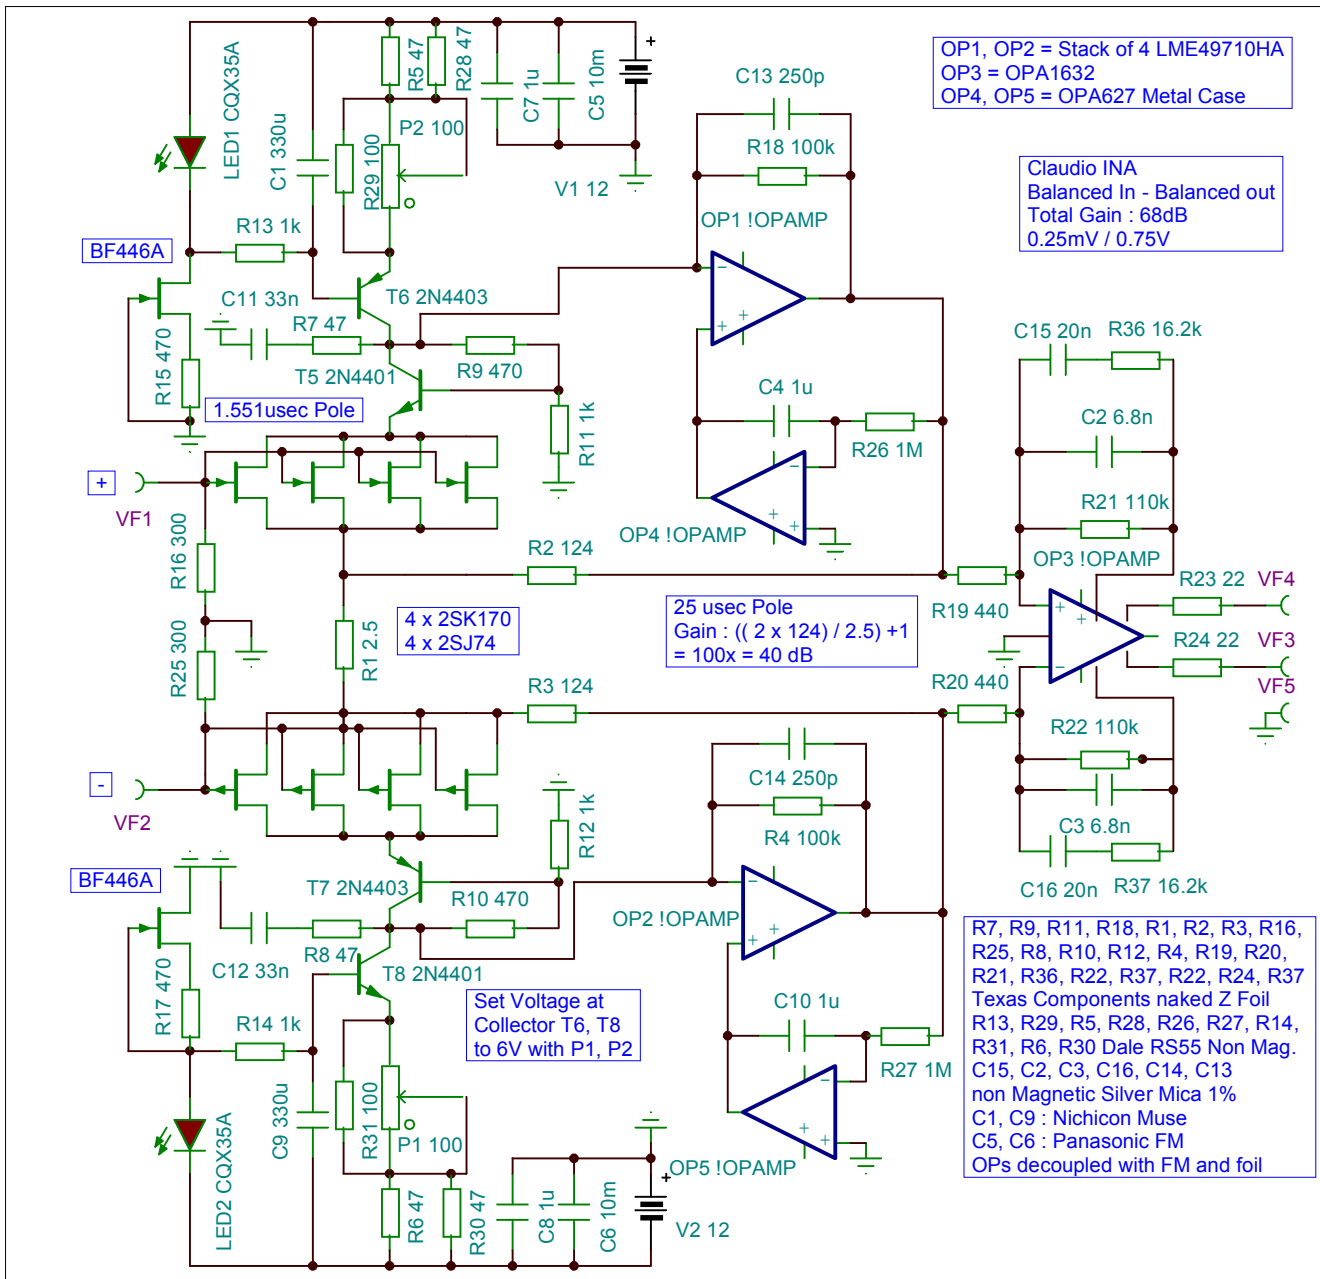 LED1 CQX35A
C1 330u
R5 47
R28 47
C7 1u
C5 10m
P2 100
R29 100
V1 12
C13 250p
R18 100k
OP1 !OPAMP
OP1, OP2 = Stack of 4 LME49710HA
OP3 = OPA1632
OP4, OP5 = OPA627 Metal Case
Claudio INA
Balanced In - Balanced out
Total Gain : 68dB
0.25mV / 0.75V
R13 1k
BF446A
R15 470
C11 33n
R7 47
T6 2N4403
T5 2N4401
R9 470
R11 1k
1.551usec Pole
C4 1u
R26 1M
OP4 !OPAMP
C15 20n
R36 16.2k
C2 6.8n
R21 110k
OP3 !OPAMP
+
VF1
R16 300
R25 300
R2 124
R1 2.5
4 x 2SK170
4 x 2SJ74
25 usec Pole
Gain : (( 2 x 124) / 2.5) +1
= 100x = 40 dB
R19 440
R20 440
R23 22
VF4
R24 22
VF3
VF5
R3 124
R22 110k
C3 6.8n
C16 20n
R37 16.2k
-
VF2
C14 250p
R4 100k
OP2 !OPAMP
R12 1k
BF446A
T7 2N4403
R10 470
R8 47
C12 33n
T8 2N4401
R17 470
R14 1k
Set Voltage at
Collector T6, T8
to 6V with P1, P2
C10 1u
R27 1M
OP5 !OPAMP
C9 330u
R31 100
P1 100
LED2 CQX35A
R6 47
R30 47
C8 1u
C6 10m
V2 12
R7, R9, R11, R18, R1, R2, R3, R16,
R25, R8, R10, R12, R4, R19, R20,
R21, R36, R22, R37, R22, R24, R37
Texas Components naked Z Foil
R13, R29, R5, R28, R26, R27, R14,
R31, R6, R30 Dale RS55 Non Mag.
C15, C2, C3, C16, C14, C13
non Magnetic Silver Mica 1%
C1, C9 : Nichicon Muse
C5, C6 : Panasonic FM
OPs decoupled with FM and foil